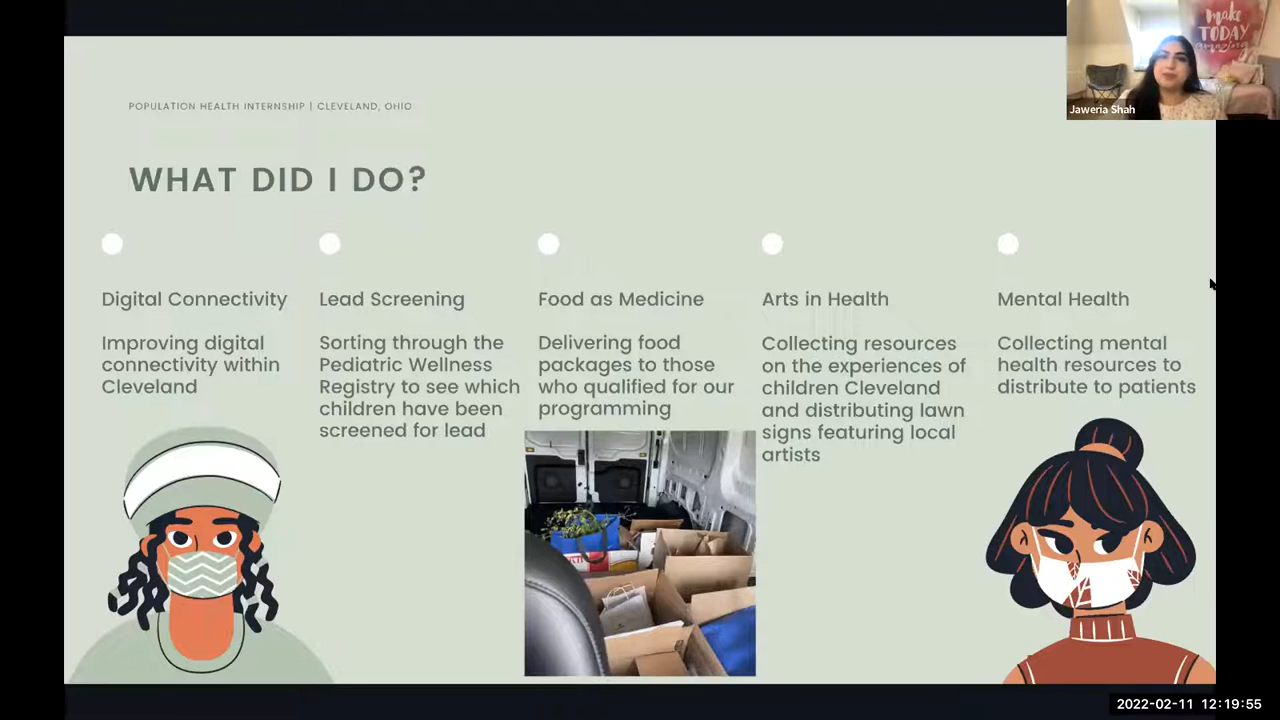 POPULATION HEALTH INTERNSHIP | CLEVELAND, OHIO
WHAT DID I DO?
Digital Connectivity
Improving digital
connectivity within
Cleveland
Lead Screening
Sorting through the
Pediatric Wellness
Registry to see which
children have been
screened for lead
Food as Medicine
Delivering food
packages to those
who qualified for our
programming
Arts in Health
Collecting resources
on the experiences of
children Cleveland
and distributing lawn
signs featuring local
artists
Mental Health
Collecting mental
health resources to
distribute to patients
make
TODAY
amazing
Jaweria Shah
2022-02-11 12:19:55